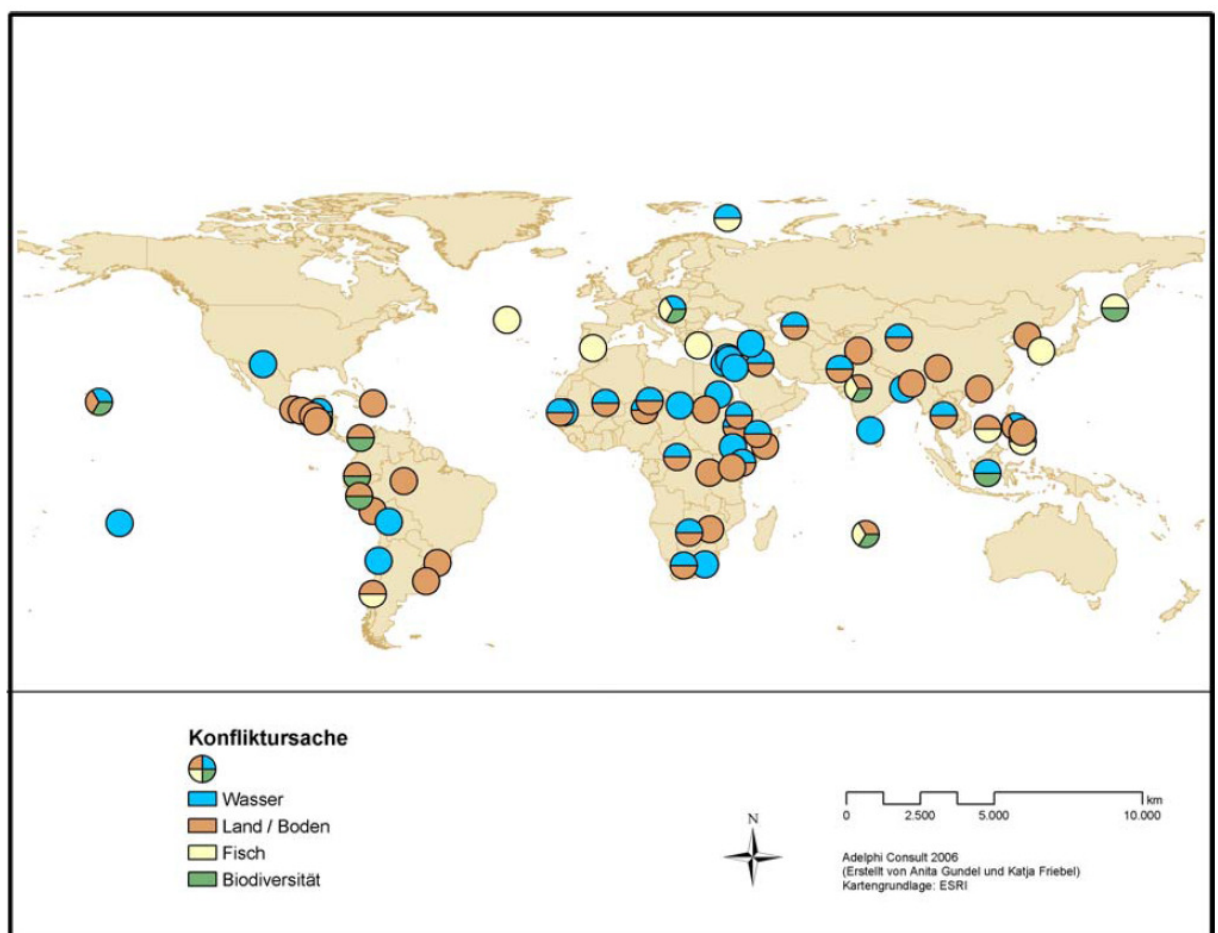 Konfliktursache
Wasser
Land / Boden
Fisch
Biodiversität
N
km
0 2.500 5.000 10.000
Adelphi Consult 2006
(Erstellt von Anita Gundel und Katja Friebel)
Kartengrundlage: ESRI